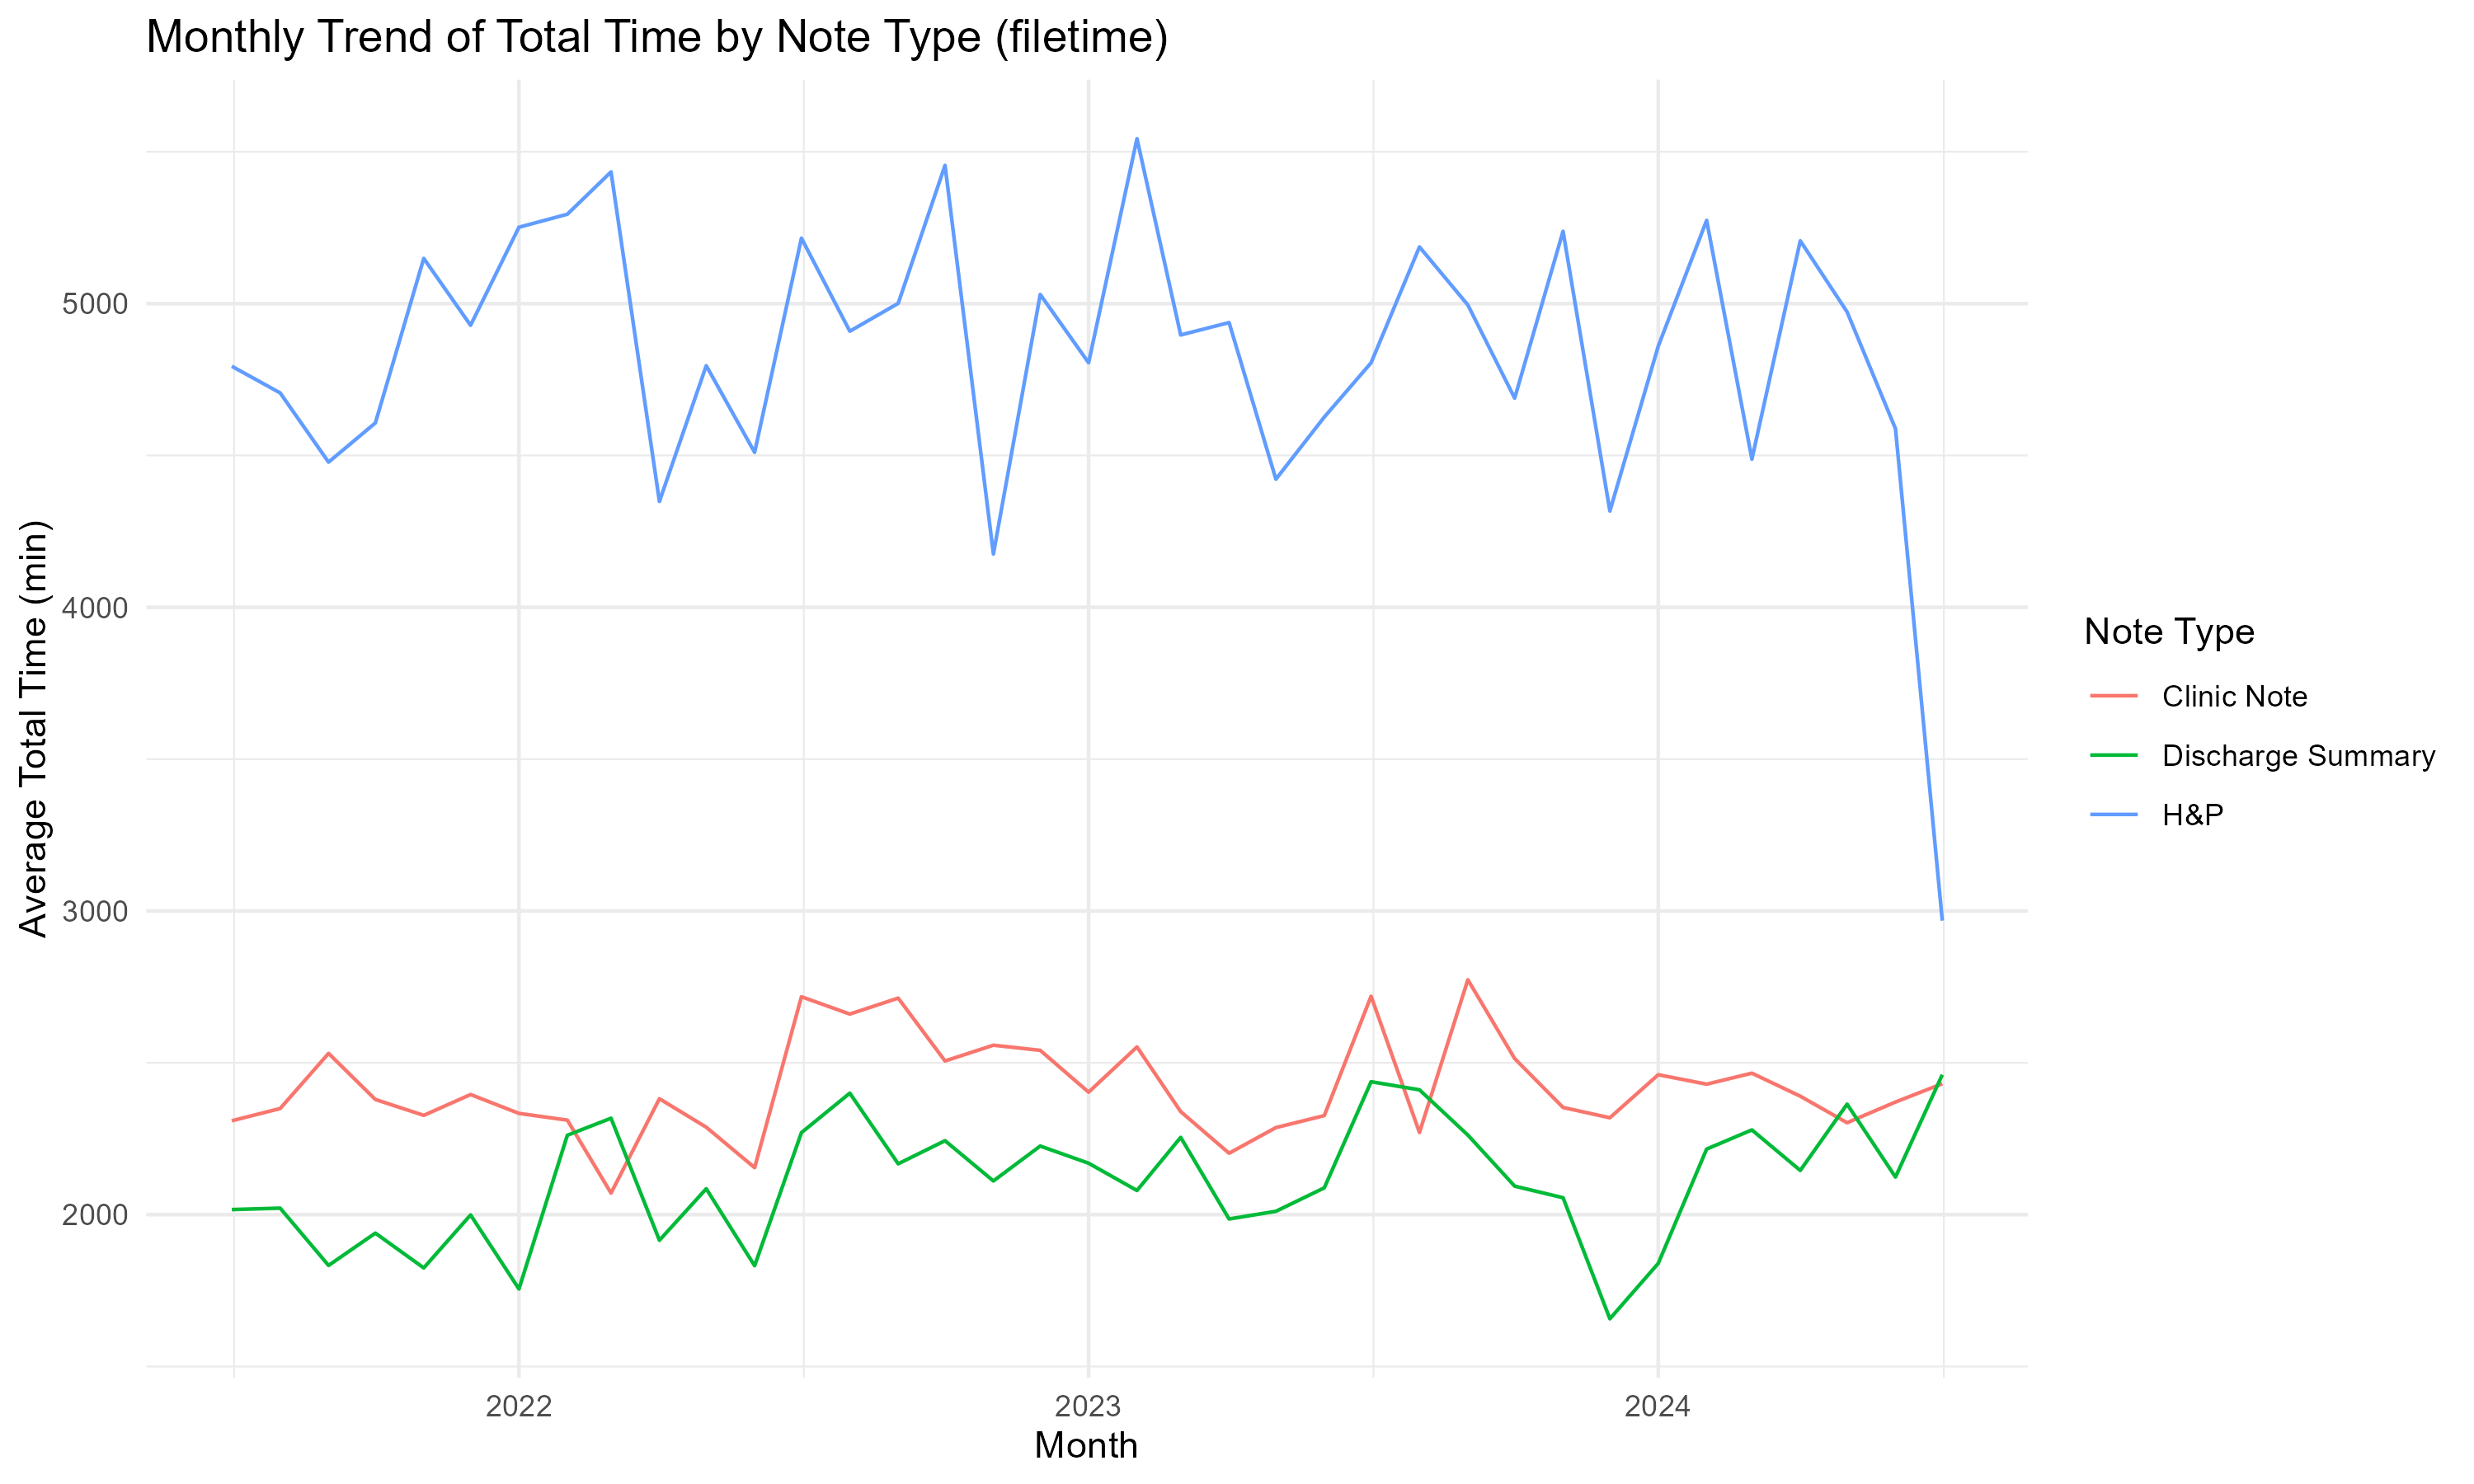 Monthly Trend of Total Time by Note Type (filetime)
Average Total Time (min)
5000
4000
3000
2000
2022
2023
2024
Month
Note Type
Clinic Note
Discharge Summary
H&P